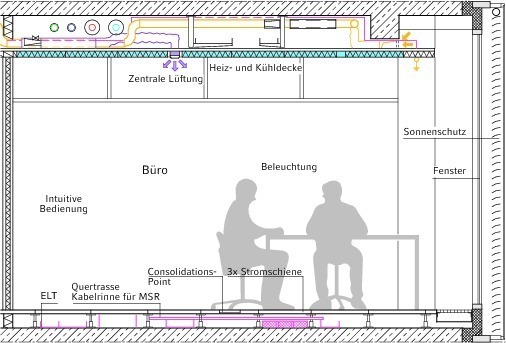 Zentrale Lüftung
Heiz- und Kühldecke
Sonnenschutz
Büro
Beleuchtung
Fenster
Intuitive
Bedienung
Consolidations-
Point
3x Stromschiene
ELT
Quertrasse
Kabelrinne für MSR